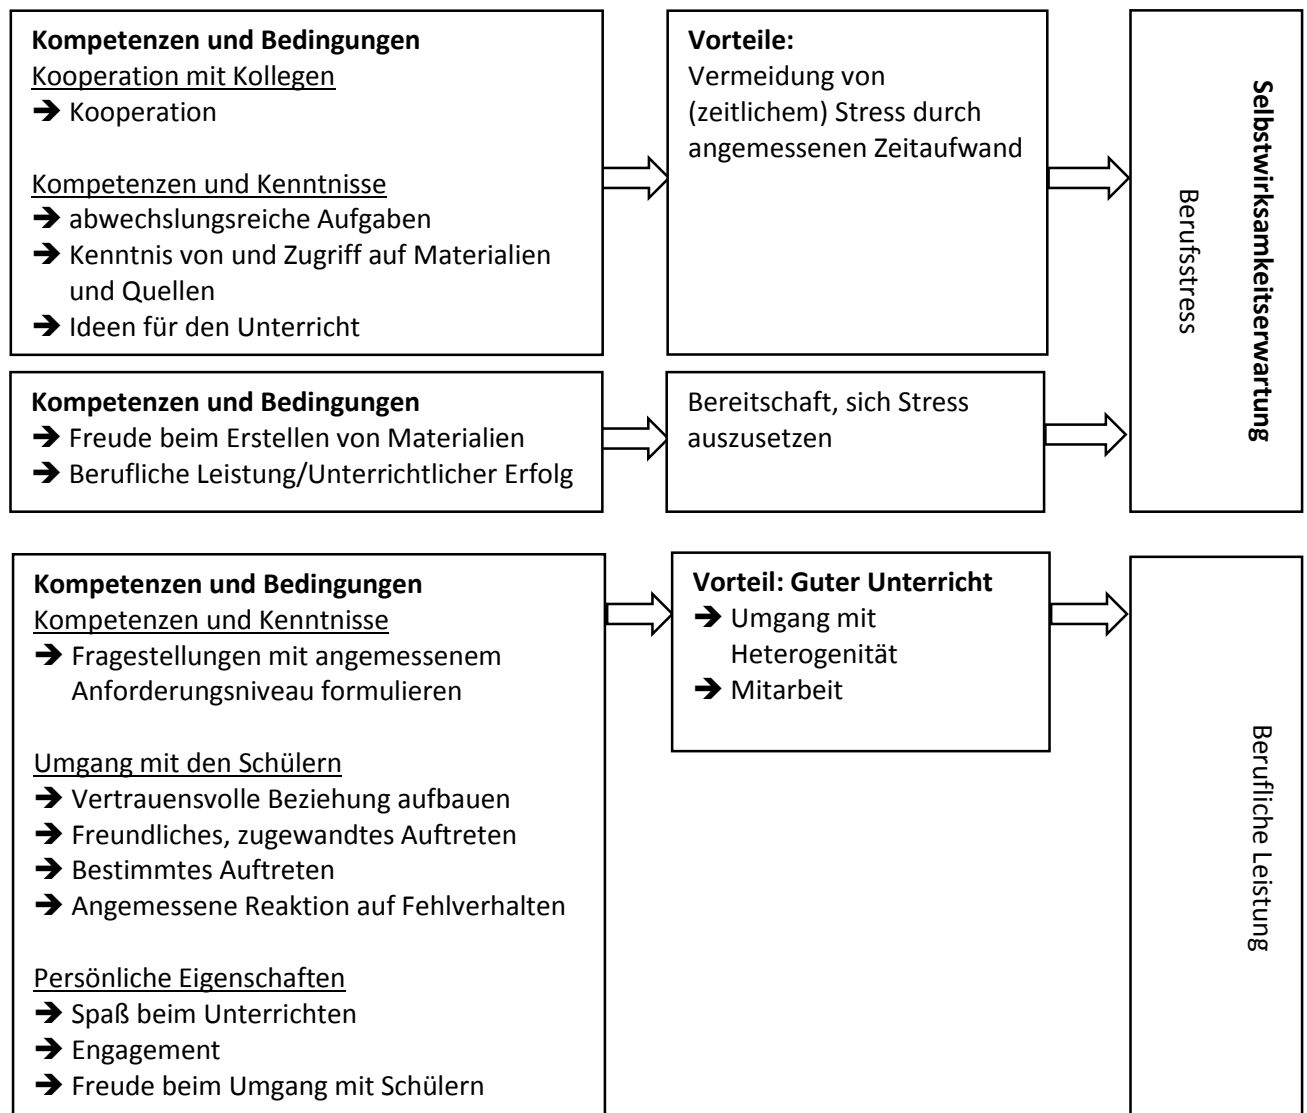 Kompetenzen und Bedingungen
Kooperation mit Kollegen
➔ Kooperation
Kompetenzen und Kenntnisse
➔ abwechslungsreiche Aufgaben
➔ Kenntnis von und Zugriff auf Materialien
und Quellen
➔ Ideen für den Unterricht
Vorteile:
Vermeidung von
(zeitlichem) Stress durch
angemessenen Zeitaufwand
Kompetenzen und Bedingungen
➔ Freude beim Erstellen von Materialien
➔ Berufliche Leistung/Unterrichtlicher Erfolg
Bereitschaft, sich Stress
auszusetzen
Selbstwirksamkeitserwartung
Berufsstress
Kompetenzen und Bedingungen
Kompetenzen und Kenntnisse
➔ Fragestellungen mit angemessenem
Anforderungsniveau formulieren
Umgang mit den Schülern
➔ Vertrauensvolle Beziehung aufbauen
➔ Freundliches, zugewandtes Auftreten
➔ Bestimmtes Auftreten
➔ Angemessene Reaktion auf Fehlverhalten
Persönliche Eigenschaften
➔ Spaß beim Unterrichten
➔ Engagement
➔ Freude beim Umgang mit Schülern
Vorteil: Guter Unterricht
➔ Umgang mit
Heterogenität
➔ Mitarbeit
Berufliche Leistung